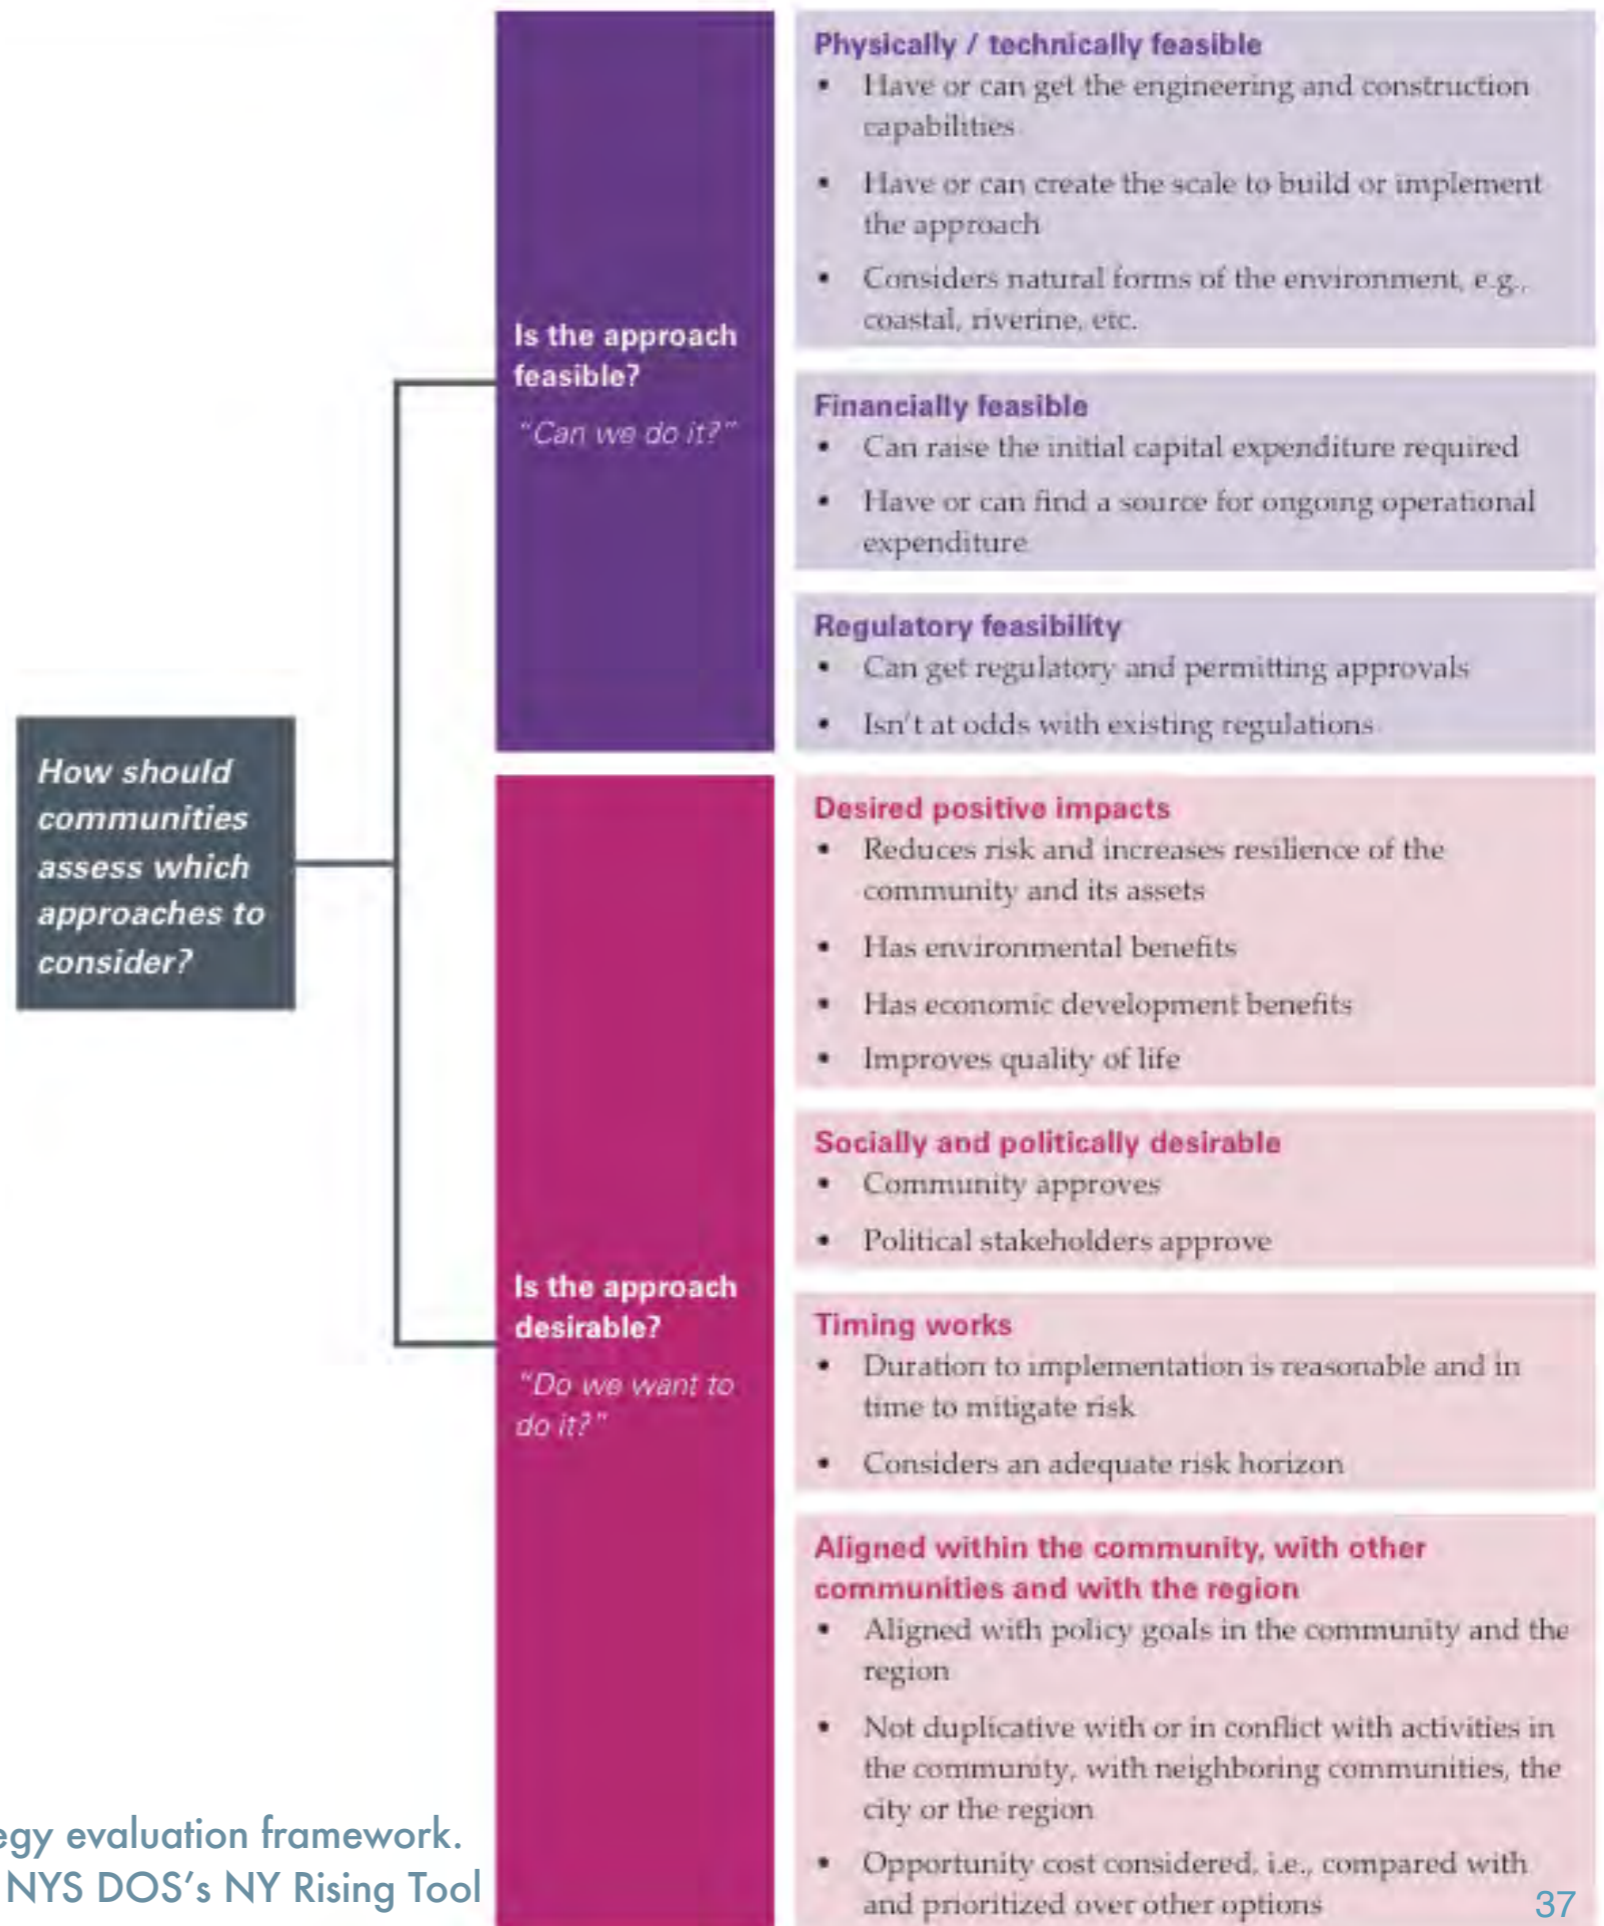 How should
communities
assess which
approaches to
consider?
Is the approach
feasible?
"Can we do it?"
Physically / technically feasible
• Have or can get the engineering and construction
capabilities
• Have or can create the scale to build or implement
the approach
• Considers natural forms of the environment, e.g.,
coastal, riverine, etc.
Financially feasible
• Can raise the initial capital expenditure required
• Have or can find a source for ongoing operational
expenditure
Regulatory feasibility
• Can get regulatory and permitting approvals
• Isn't at odds with existing regulations
Is the approach
desirable?
"Do we want to
do it?"
Desired positive impacts
• Reduces risk and increases resilience of the
community and its assets
• Has environmental benefits
• Has economic development benefits
• Improves quality of life
Socially and politically desirable
• Community approves
• Political stakeholders approve
Timing works
• Duration to implementation is reasonable and in
time to mitigate risk
• Considers an adequate risk horizon
Aligned within the community, with other
communities and with the region
• Aligned with policy goals in the community and the
region
• Not duplicative with or in conflict with activities in
the community, with neighboring communities, the
city or the region
• Opportunity cost considered, i.e., compared with
and prioritized over other options
egy evaluation framework.
NYS DOS's NY Rising Tool
37